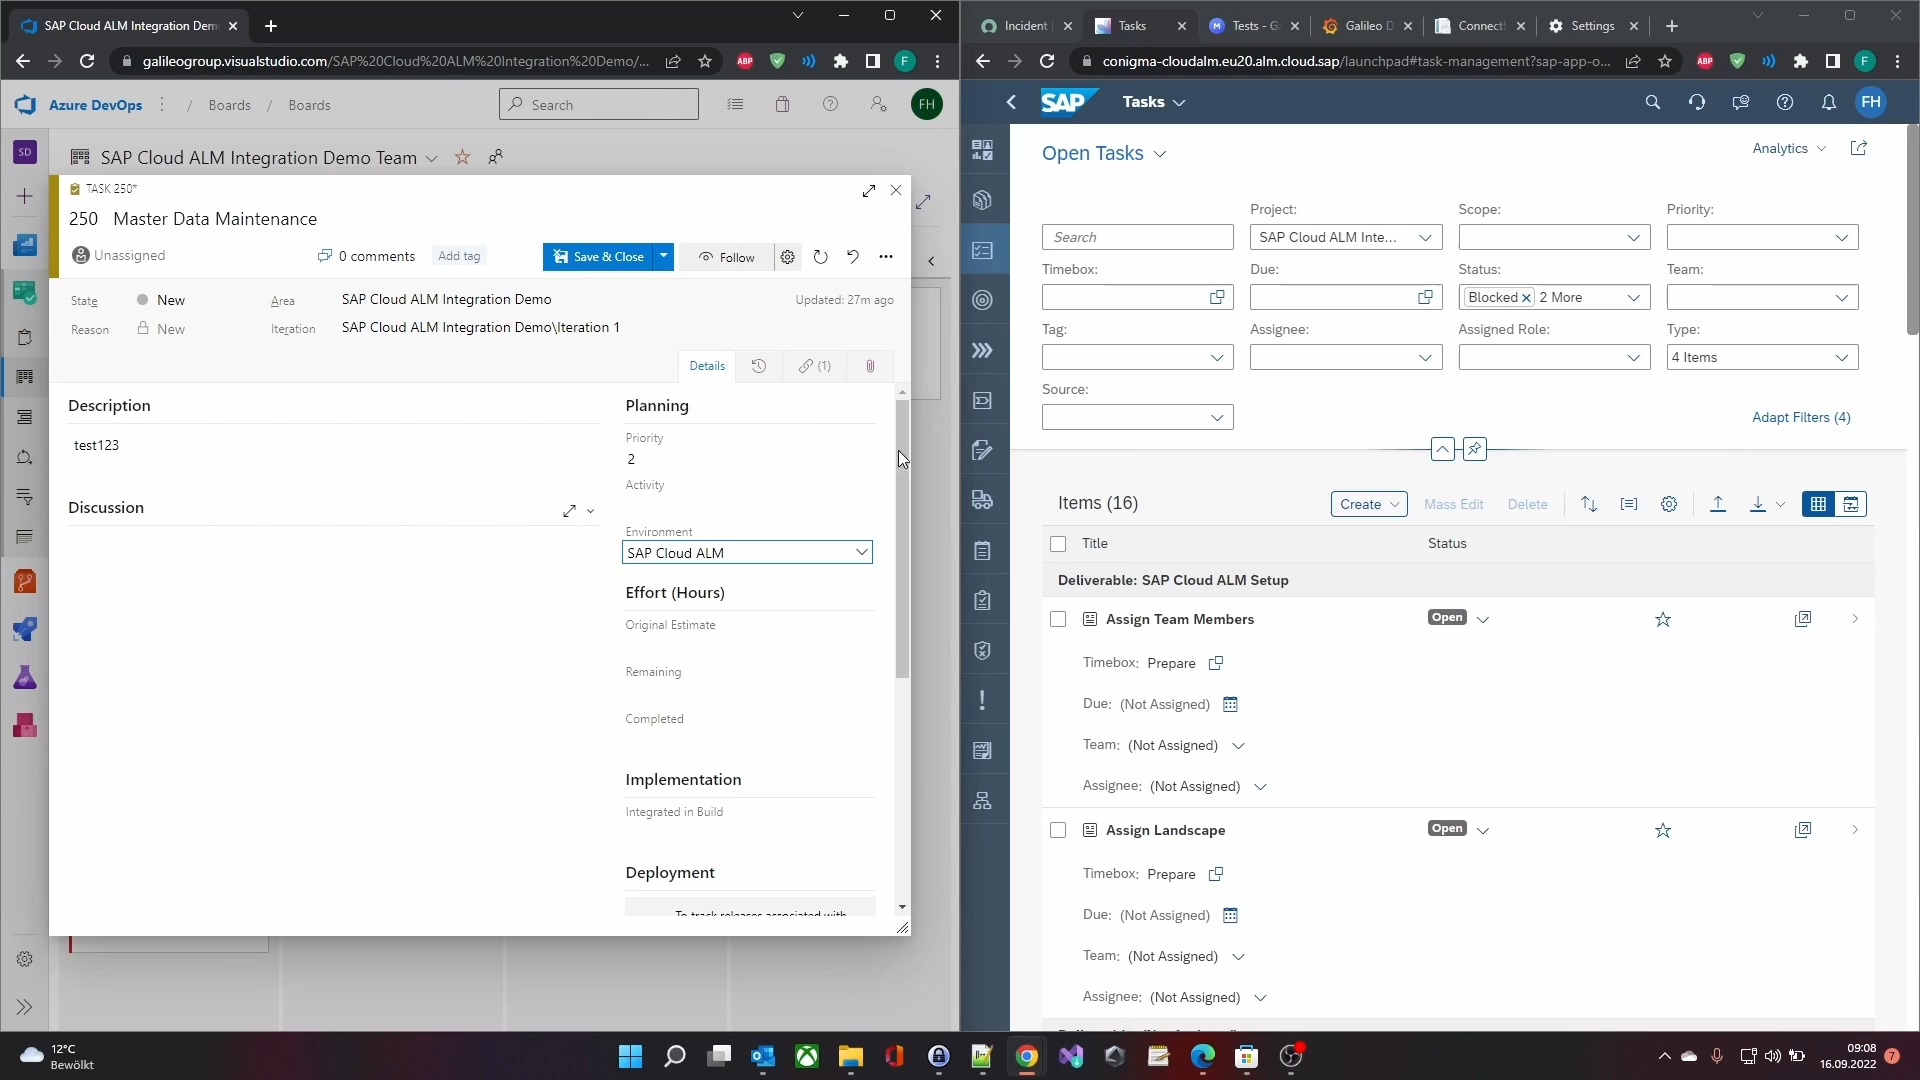 SAP Cloud ALM Integration Dem
galileogroup.visualstudio.com/SAP%20Cloud%20ALM%20Integration%20Demo/...
ABP
F
Azure DevOps
/ Boards / Boards
Search
FH
SD
SAP Cloud ALM Integration Demo Team
TASK 250*
250 Master Data Maintenance
Unassigned
0 comments
Add tag
Save & Close
Follow
State
New
Area
SAP Cloud ALM Integration Demo
Updated: 27m ago
Reason
New
Iteration
SAP Cloud ALM Integration Demo\Iteration 1
Details
(1)
Description
test123
Discussion
Planning
Priority
2
Activity
Environment
SAP Cloud ALM
Effort (Hours)
Original Estimate
Remaining
Completed
Implementation
Integrated in Build
Deployment
To track releases associated with
Incident
Tasks
Tests - G
Galileo D
Connect
Settings
conigma-cloudalm.eu20.alm.cloud.sap/launchpad#task-management?sap-app-o...
ABP
F
SAP
Tasks
FH
Open Tasks
Analytics
Search
Project:
SAP Cloud ALM Inte...
Scope:
Priority:
Timebox:
Due:
Status:
Blocked
2 More
Team:
Tag:
Assignee:
Assigned Role:
Type:
4 Items
Source:
Adapt Filters (4)
Items (16)
Create
Mass Edit
Delete
Title
Status
Deliverable: SAP Cloud ALM Setup
Assign Team Members
Open
Timebox: Prepare
Due: (Not Assigned)
Team: (Not Assigned)
Assignee: (Not Assigned)
Assign Landscape
Open
Timebox: Prepare
Due: (Not Assigned)
Team: (Not Assigned)
Assignee: (Not Assigned)
12°C
Bewölkt
09:08
16.09.2022
7